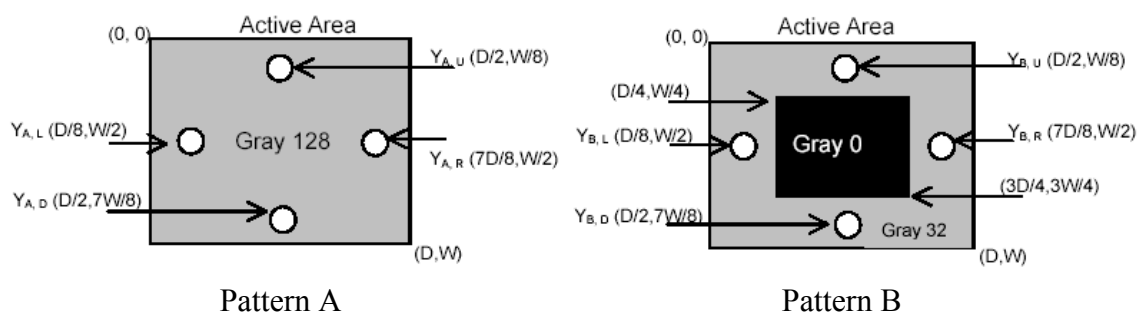 Active Area
(0, 0)
Y_A, U (D/2,W/8)
Y_A, L (D/8,W/2)
Gray 128
Y_A, R (7D/8,W/2)
Y_A, D (D/2,7W/8)
(D,W)
Pattern A
Active Area
(0, 0)
Y_B, U (D/2,W/8)
(D/4,W/4)
Y_B, L (D/8,W/2)
Gray 0
Y_B, R (7D/8,W/2)
(3D/4,3W/4)
Y_B, D (D/2,7W/8)
Gray 32
(D,W)
Pattern B